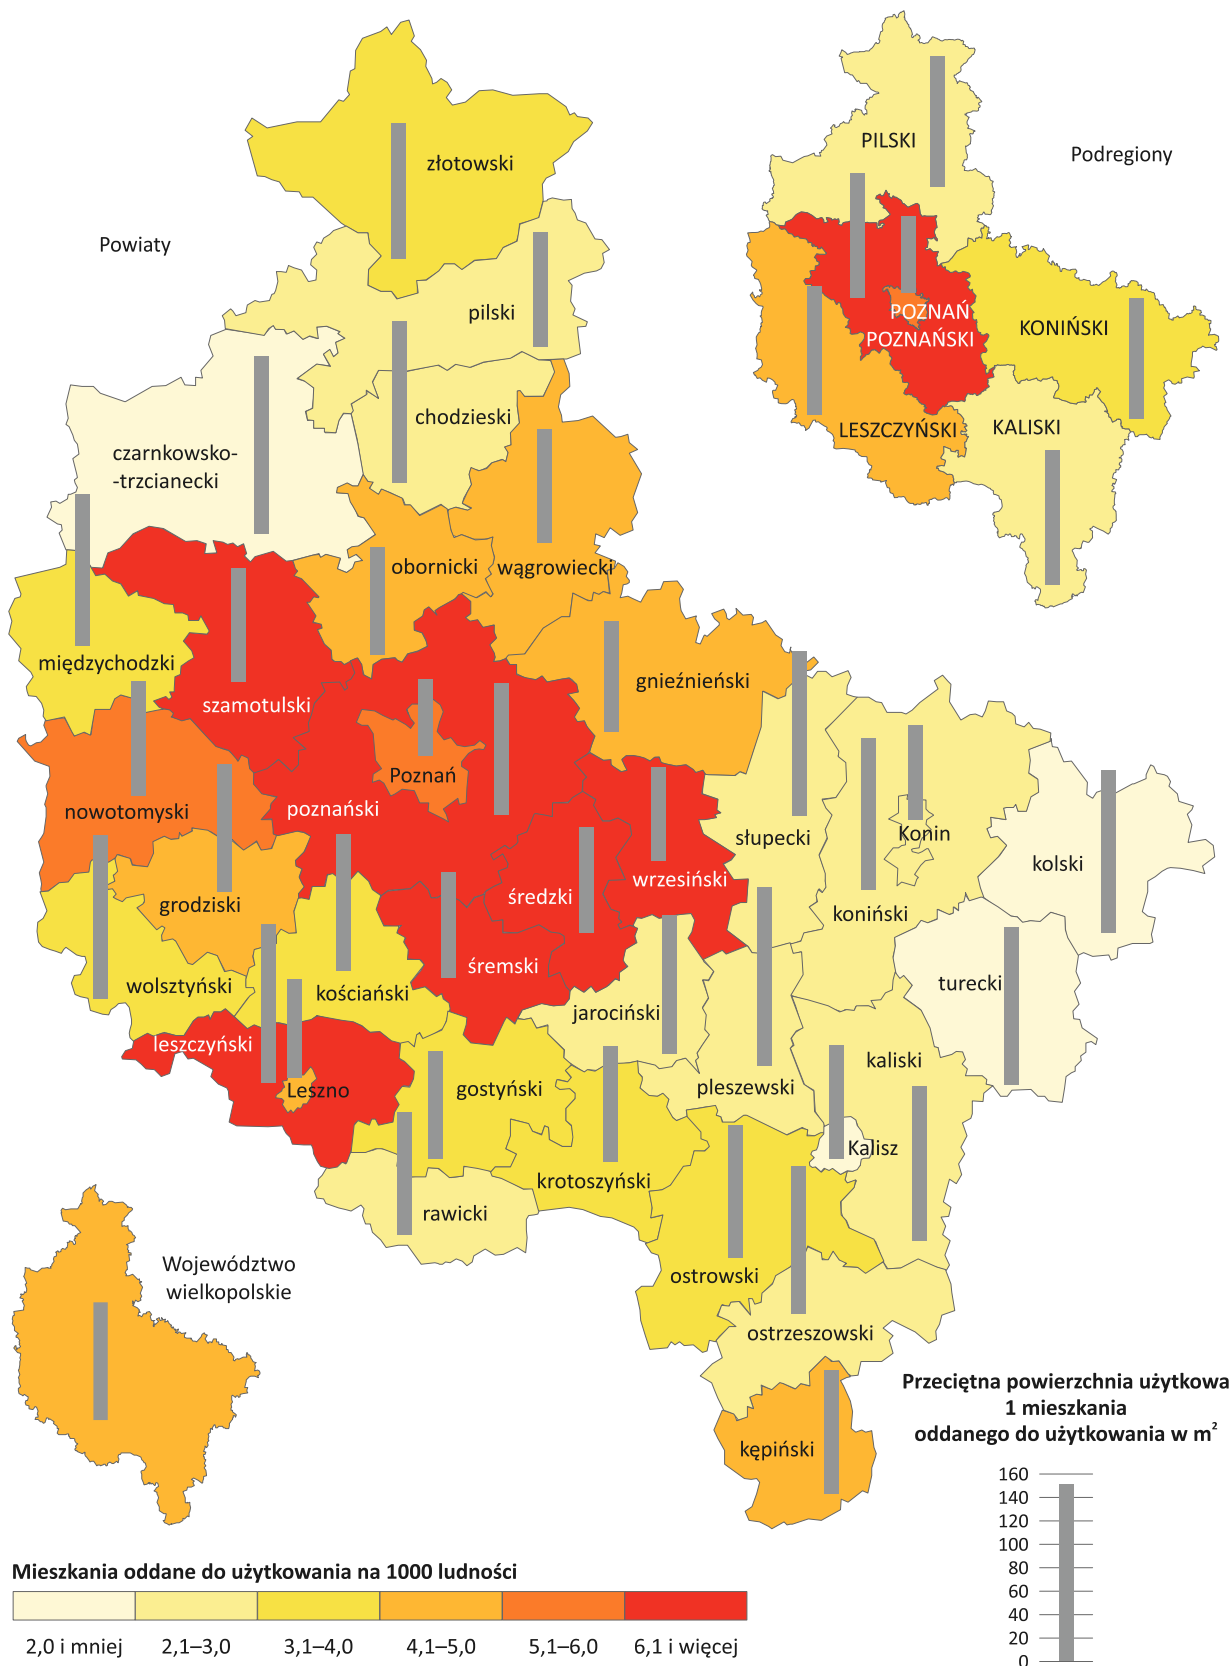 Powiaty
złotowski
pilski
chodzieski
czarnkowsko-
-trzcianecki
obornicki
wągrowiecki
międzychodzki
szamotulski
gnieźnieński
Poznań
nowotomyski
poznański
słupecki
Konin
kolski
grodziski
średzki
wrzesiński
koniński
wolsztyński
kościański
śremski
jarociński
turecki
leszczyński
Leszno
gostyński
pleszewski
kaliski
Kalisz
krotoszyński
rawicki
ostrowski
ostrzeszowski
kępiński
Podregiony
PILSKI
POZNAŃ
POZNAŃSKI
KONIŃSKI
LESZCZYŃSKI
KALISKI
Województwo
wielkopolskie
Przeciętna powierzchnia użytkowa
1 mieszkania
oddanego do użytkowania w m²
160
140
120
100
80
60
40
20
0
Mieszkania oddane do użytkowania na 1000 ludności
2,0 i mniej 2,1–3,0 3,1–4,0 4,1–5,0 5,1–6,0 6,1 i więcej